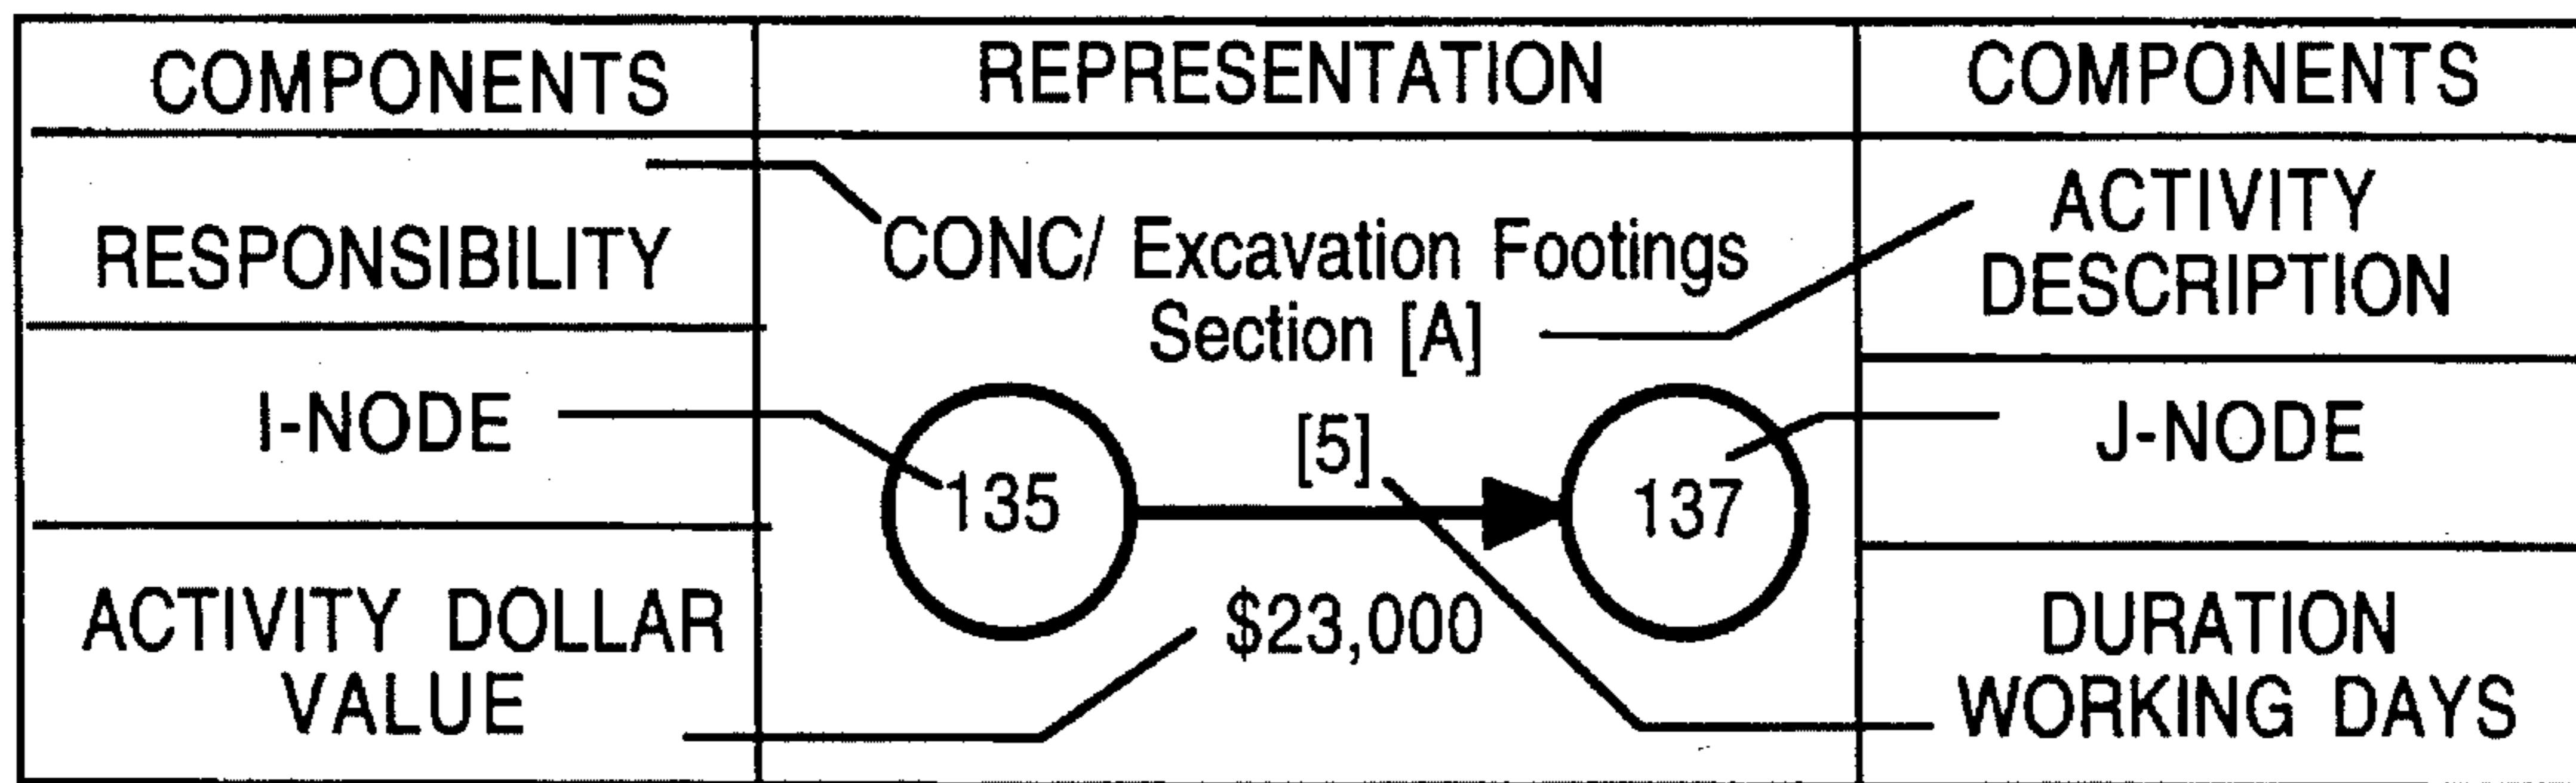 COMPONENTS
REPRESENTATION
COMPONENTS
RESPONSIBILITY
CONC/ Excavation Footings
Section [A]
ACTIVITY
DESCRIPTION
I-NODE
135
[5]
137
J-NODE
ACTIVITY DOLLAR
VALUE
$23,000
DURATION
WORKING DAYS